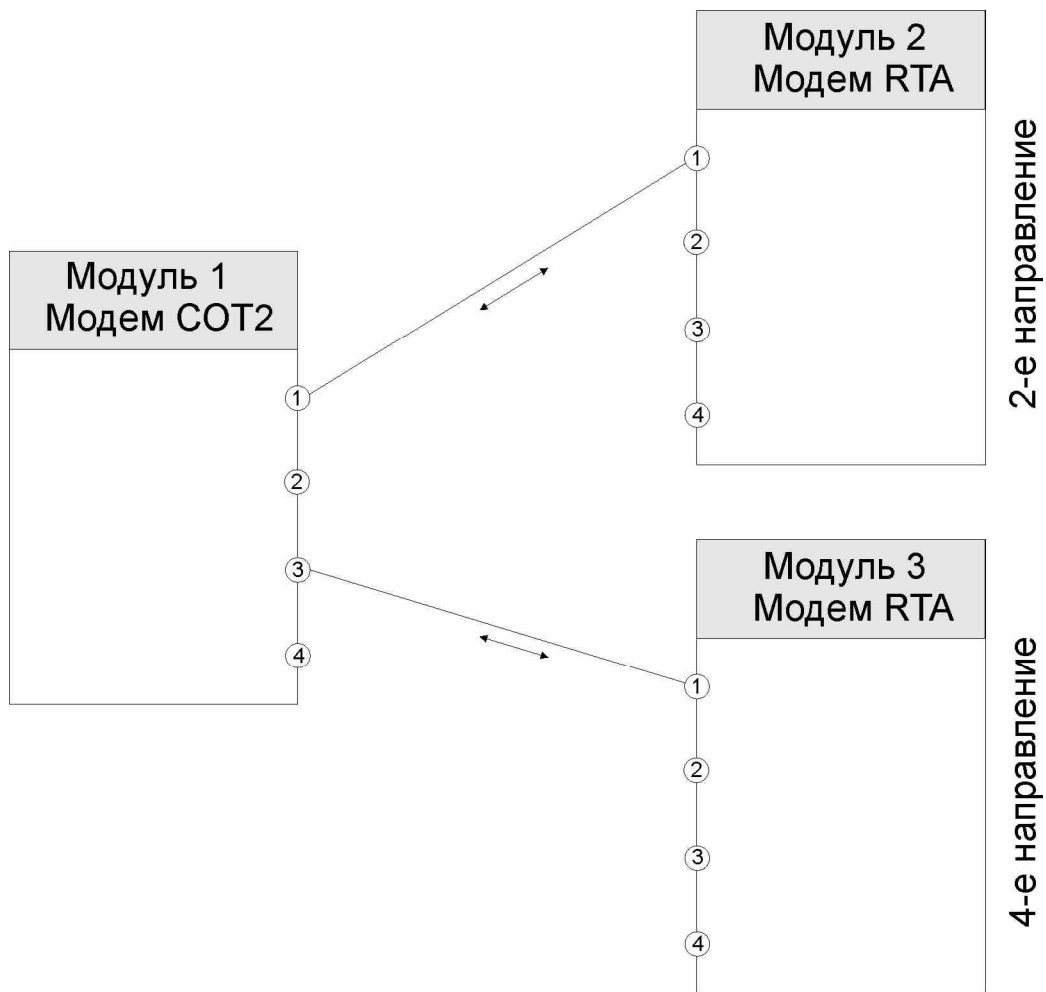 Модуль 1
Модем COT2
1
2
3
4
Модуль 2
Модем RTA
1
2
3
4
2-е направление
Модуль 3
Модем RTA
1
2
3
4
4-е направление